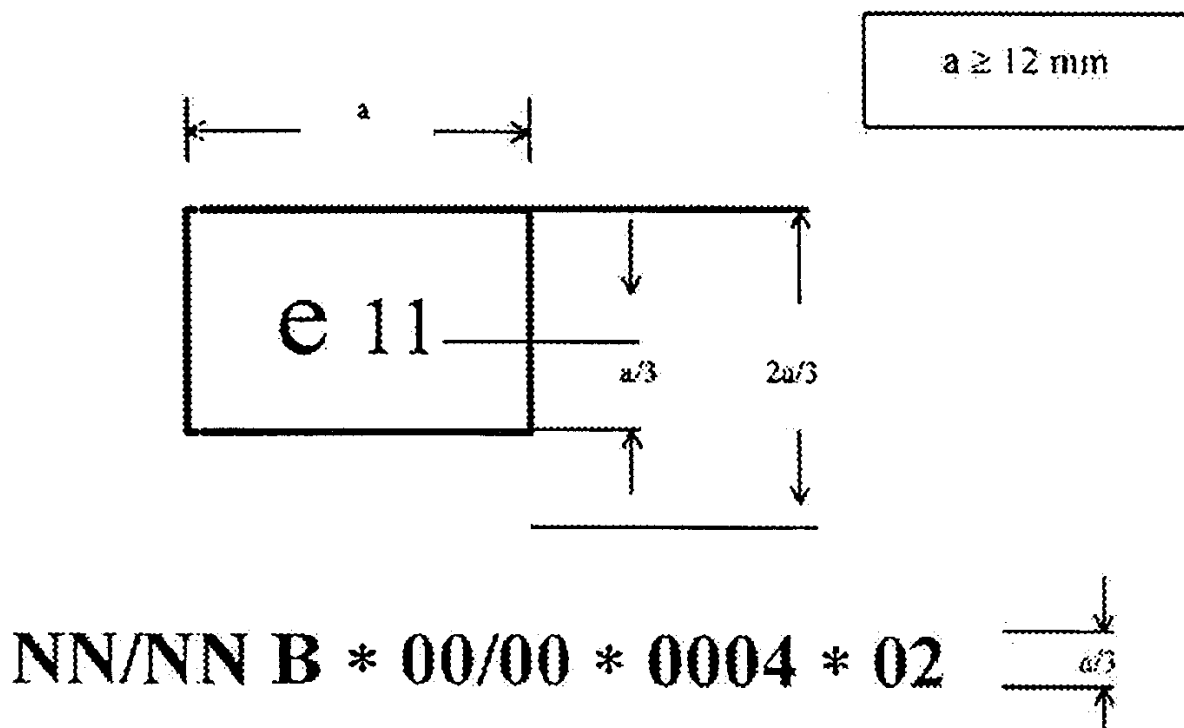 a ≥ 12 mm
a
e 11
a/3
2a/3
NN/NN B * 00/00 * 0004 * 02
a/3